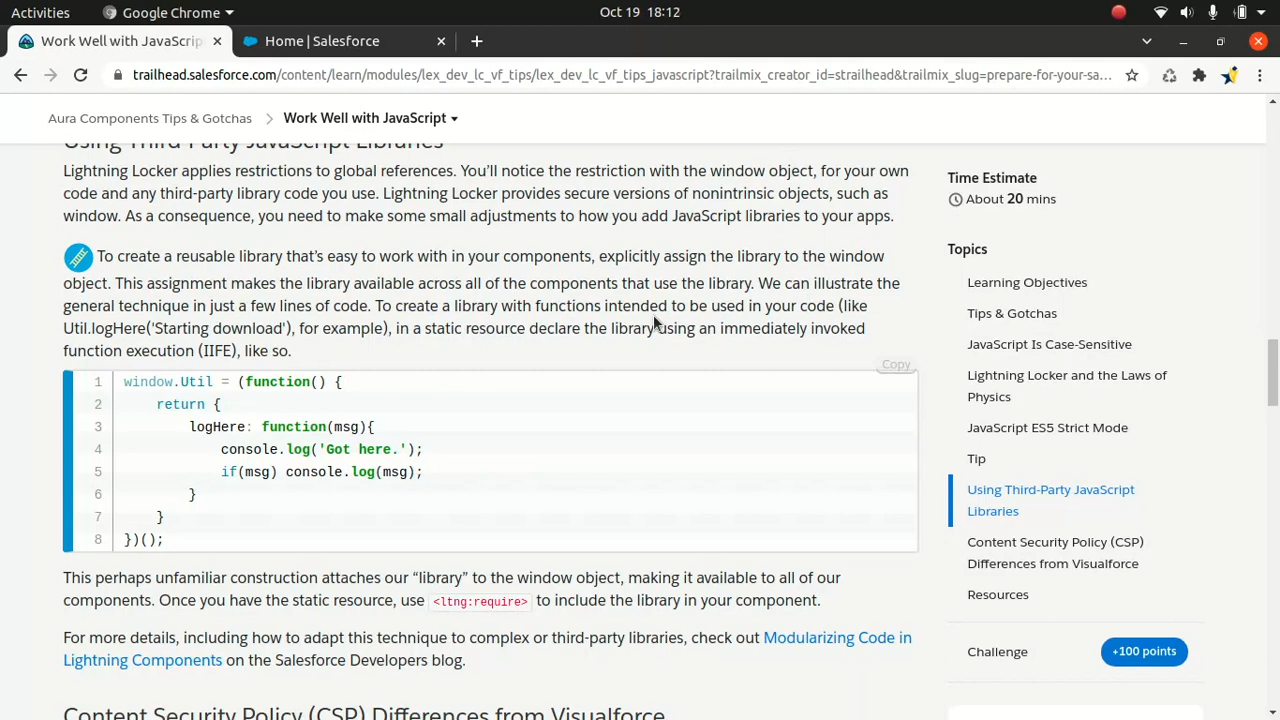 Activities
Google Chrome
Oct 19 18:12
Work Well with JavaScrip
Home | Salesforce
trailhead.salesforce.com/content/learn/modules/lex_dev_lc_vf_tips/lex_dev_lc_vf_tips_javascript?trailmix_creator_id=strailhead&trailmix_slug=prepare-for-your-sa...
Aura Components Tips & Gotchas
Work Well with JavaScript
Using Third-Party JavaScript Libraries
Lightning Locker applies restrictions to global references. You’ll notice the restriction with the window object, for your own
code and any third-party library code you use. Lightning Locker provides secure versions of nonintrinsic objects, such as
window. As a consequence, you need to make some small adjustments to how you add JavaScript libraries to your apps.
To create a reusable library that’s easy to work with in your components, explicitly assign the library to the window
object. This assignment makes the library available across all of the components that use the library. We can illustrate the
general technique in just a few lines of code. To create a library with functions intended to be used in your code (like
Util.logHere('Starting download'), for example), in a static resource declare the library using an immediately invoked
function execution (IIFE), like so.
Copy
1 window.Util = (function() {
2 return {
3 logHere: function(msg){
4 console.log('Got here.');
5 if(msg) console.log(msg);
6 }
7 }
8 })();
This perhaps unfamiliar construction attaches our “library” to the window object, making it available to all of our
components. Once you have the static resource, use <ltng:require> to include the library in your component.
For more details, including how to adapt this technique to complex or third-party libraries, check out Modularizing Code in
Lightning Components on the Salesforce Developers blog.
Content Security Policy (CSP) Differences from Visualforce
Time Estimate
About 20 mins
Topics
Learning Objectives
Tips & Gotchas
JavaScript Is Case-Sensitive
Lightning Locker and the Laws of
Physics
JavaScript ES5 Strict Mode
Tip
Using Third-Party JavaScript
Libraries
Content Security Policy (CSP)
Differences from Visualforce
Resources
Challenge
+100 points